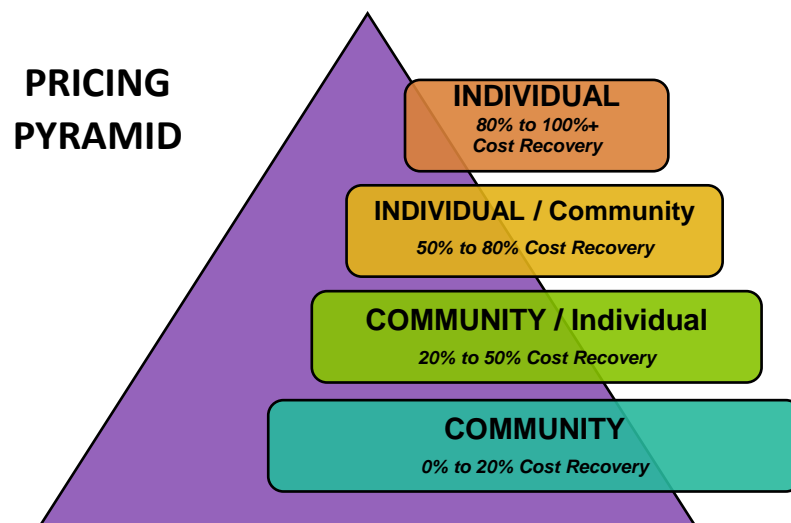 PRICING
PYRAMID
INDIVIDUAL
80% to 100%+
Cost Recovery
INDIVIDUAL / Community
50% to 80% Cost Recovery
COMMUNITY / Individual
20% to 50% Cost Recovery
COMMUNITY
0% to 20% Cost Recovery